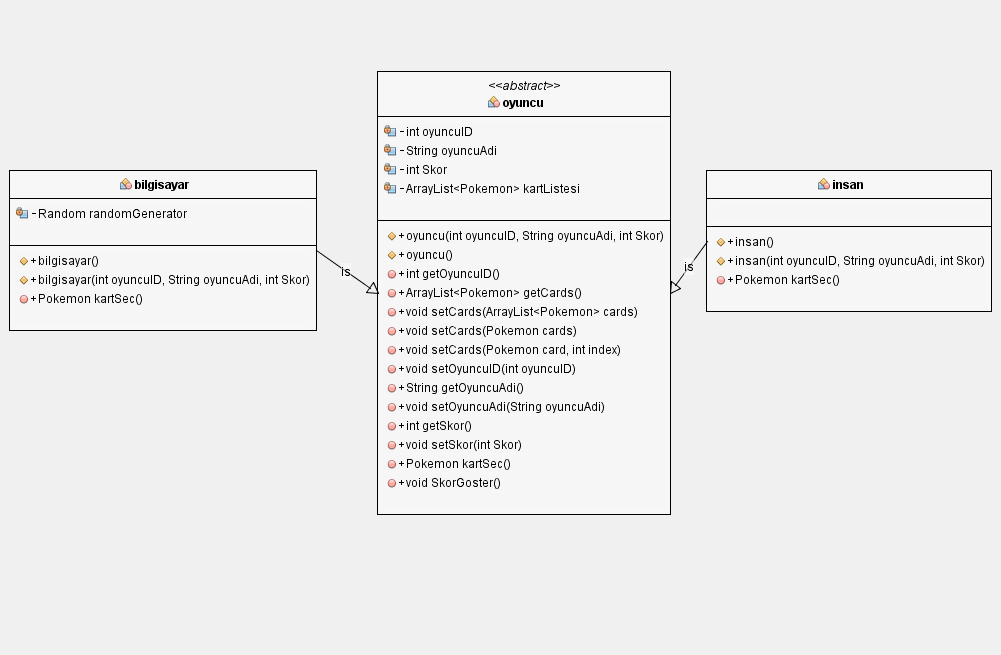 bilgisayar
-Random randomGenerator
+bilgisayar()
+bilgisayar(int oyuncuID, String oyuncuAdi, int Skor)
+Pokemon kartSec()
is
<<abstract>>
oyuncu
-int oyuncuID
-String oyuncuAdi
-int Skor
-ArrayList<Pokemon> kartListesi
+oyuncu(int oyuncuID, String oyuncuAdi, int Skor)
+oyuncu()
+int getOyuncuID()
+ArrayList<Pokemon> getCards()
+void setCards(ArrayList<Pokemon> cards)
+void setCards(Pokemon cards)
+void setCards(Pokemon card, int index)
+void setOyuncuID(int oyuncuID)
+String getOyuncuAdi()
+void setOyuncuAdi(String oyuncuAdi)
+int getSkor()
+void setSkor(int Skor)
+Pokemon kartSec()
+void SkorGoster()
is
insan
+insan()
+insan(int oyuncuID, String oyuncuAdi, int Skor)
+Pokemon kartSec()